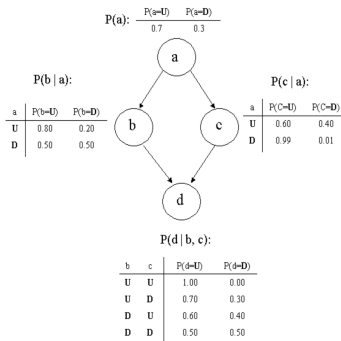 P(a): P(a=U) P(a=D)
0.7 0.3
a
P(b | a):
a P(b=U) P(b=D)
U 0.80 0.20
D 0.50 0.50
b
c
P(c | a):
a P(C=U) P(C=D)
U 0.60 0.40
D 0.99 0.01
d
P(d | b, c):
b c P(d=U) P(d=D)
U U 1.00 0.00
U D 0.70 0.30
D U 0.60 0.40
D D 0.50 0.50